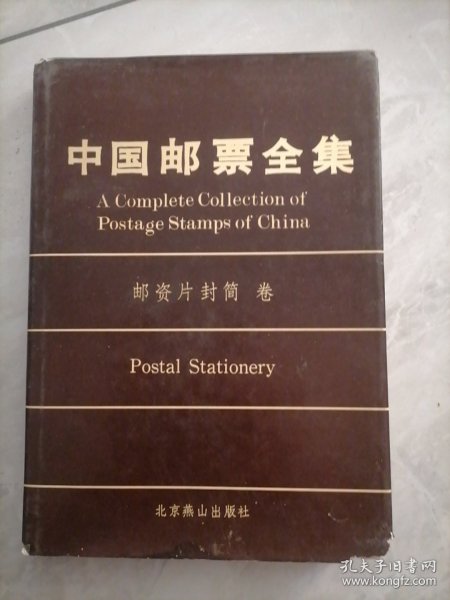 中国邮票全集
A Complete Collection of
Postage Stamps of China
邮资片封简 卷
Postal Stationery
北京燕山出版社
孔夫子旧书网
www.kongfz.com